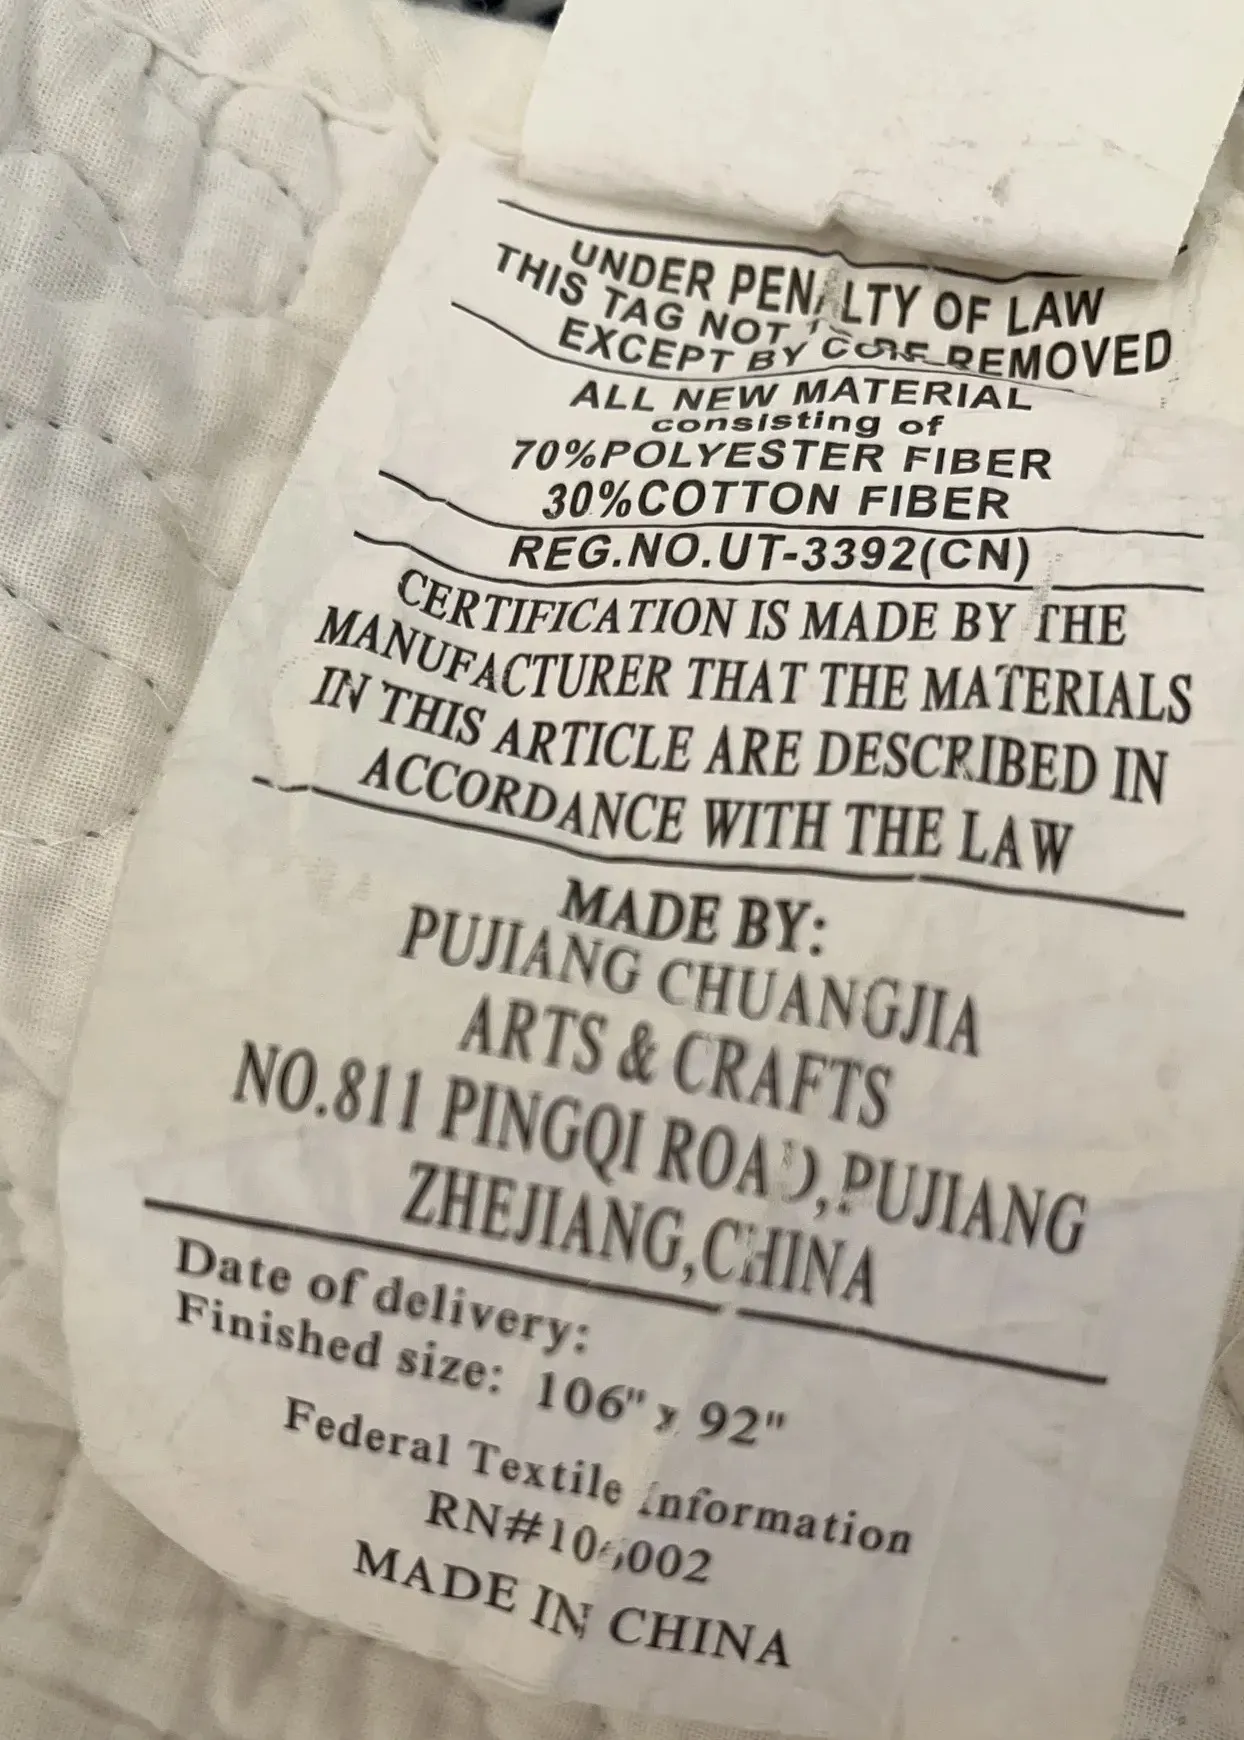 UNDER PENALTY OF LAW
THIS TAG NOT REMOVED
EXCEPT BY
ALL NEW MATERIAL
consisting of
70%POLYESTER FIBER
30%COTTON FIBER
REG.NO.UT-3392(CN)
CERTIFICATION IS MADE BY THE
MANUFACTURER THAT THE MATERIALS
IN THIS ARTICLE ARE DESCRIBED IN
ACCORDANCE WITH THE LAW
MADE BY:
PUJIANG CHUANGJIA
ARTS & CRAFTS
NO.811 PINGQI ROAD,PUJIANG
ZHEJIANG,CHINA
Date of delivery:
Finished size: 106" x 92"
Federal Textile Information
MADE IN CHINA